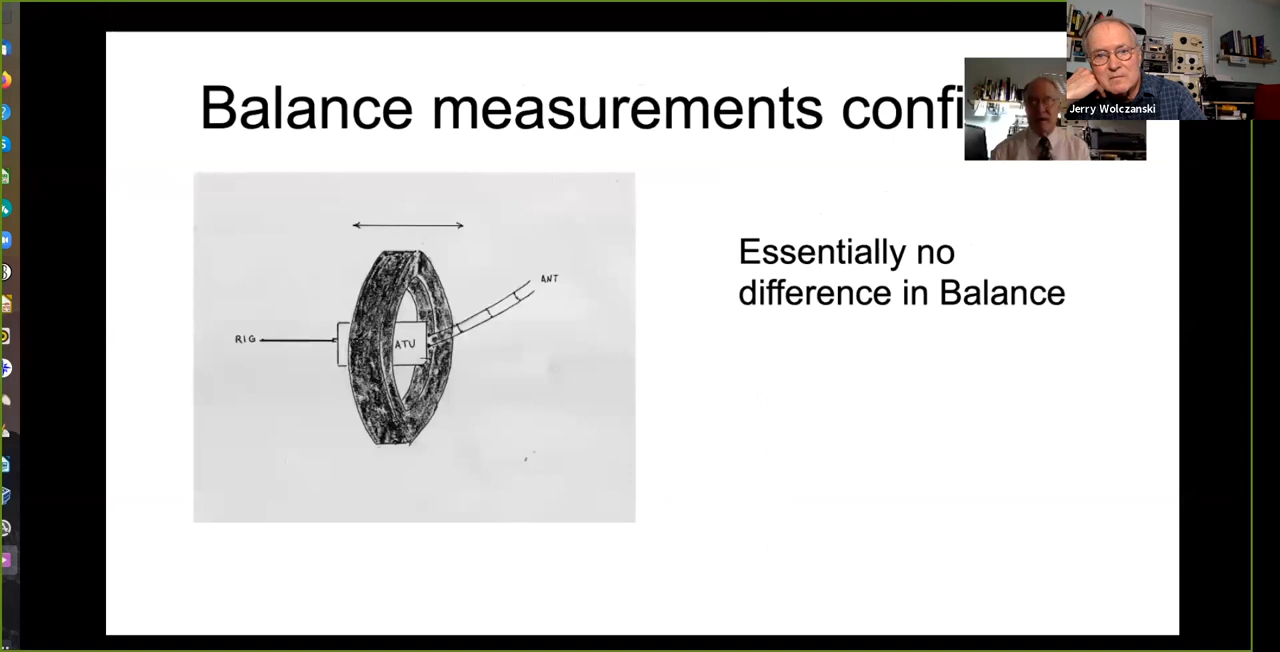 Balance measurements confi
Jerry Wolczanski
Essentially no
difference in Balance
ANT
RIG
ATU